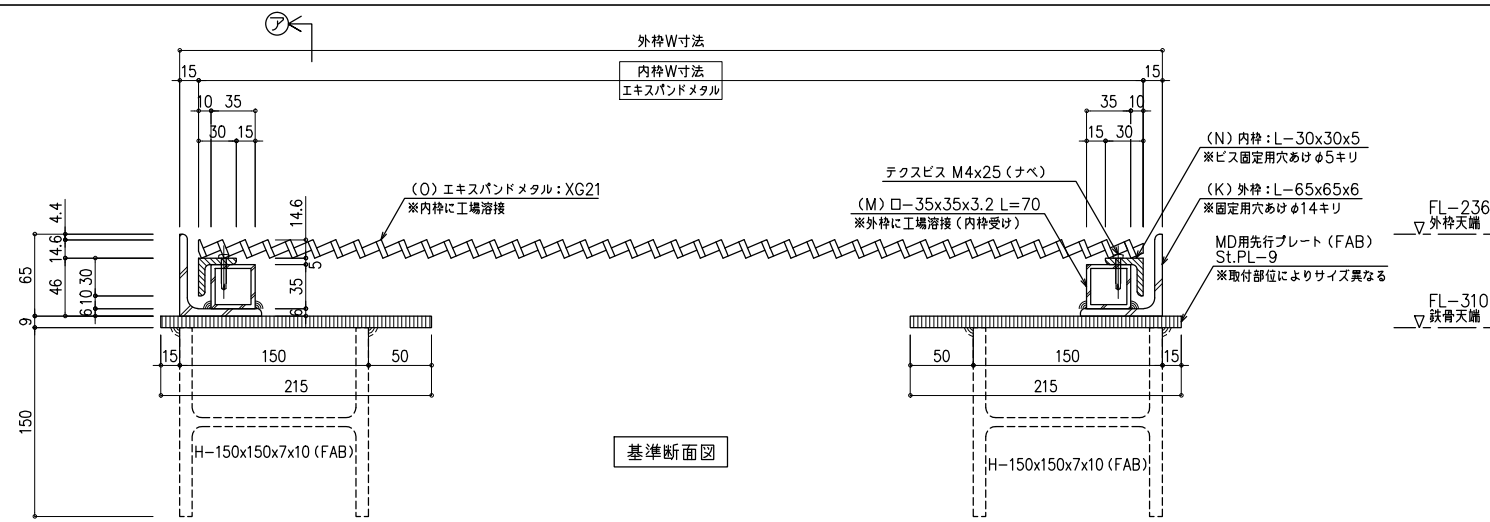 ア
外枠W寸法
15
内枠W寸法
15
エキスパンドメタル
10 35
35 10
30 15
15 30
(N) 内枠：L-30x30x5
※ビス固定用穴あけφ5キリ
テクスビス M4x25 (ナベ)
(O) エキスパンドメタル：XG21
※内枠に工場溶接
(M) ロ-35x35x3.2 L=70
※外枠に工場溶接 (内枠受け)
(K) 外枠：L-65x65x6
※固定用穴あけφ14キリ
FL-236
外枠天端
MD用先行プレート (FAB)
St.PL-9
※取付部位によりサイズ異なる
FL-310
鉄骨天端
4.4
14.6
46
65
30
10
6
9
150
14.6
5
35
6
15 150 50
215
50 150 15
215
H-150x150x7x10 (FAB)
基準断面図
H-150x150x7x10 (FAB)